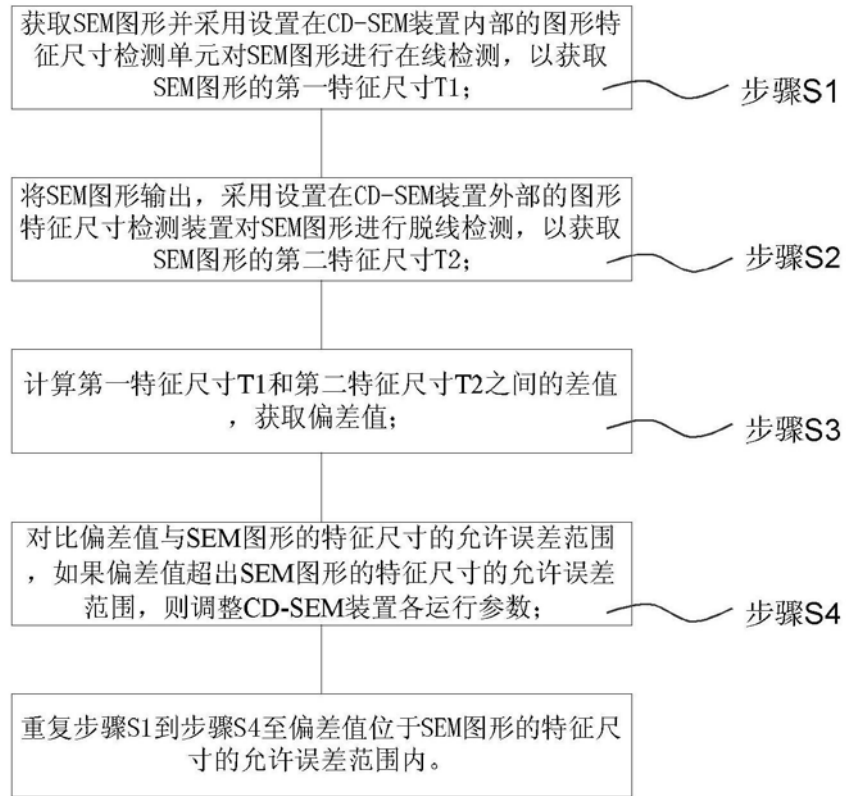 获取SEM图形并采用设置在CD-SEM装置内部的图形特
征尺寸检测单元对SEM图形进行在线检测，以获取
SEM图形的第一特征尺寸T1；
步骤S1
将SEM图形输出，采用设置在CD-SEM装置外部的图形
特征尺寸检测装置对SEM图形进行脱线检测，以获取
SEM图形的第二特征尺寸T2；
步骤S2
计算第一特征尺寸T1和第二特征尺寸T2之间的差值
，获取偏差值；
步骤S3
对比偏差值与SEM图形的特征尺寸的允许误差范围
，如果偏差值超出SEM图形的特征尺寸的允许误差
范围，则调整CD-SEM装置各运行参数；
步骤S4
重复步骤S1到步骤S4至偏差值位于SEM图形的特征尺
寸的允许误差范围内。